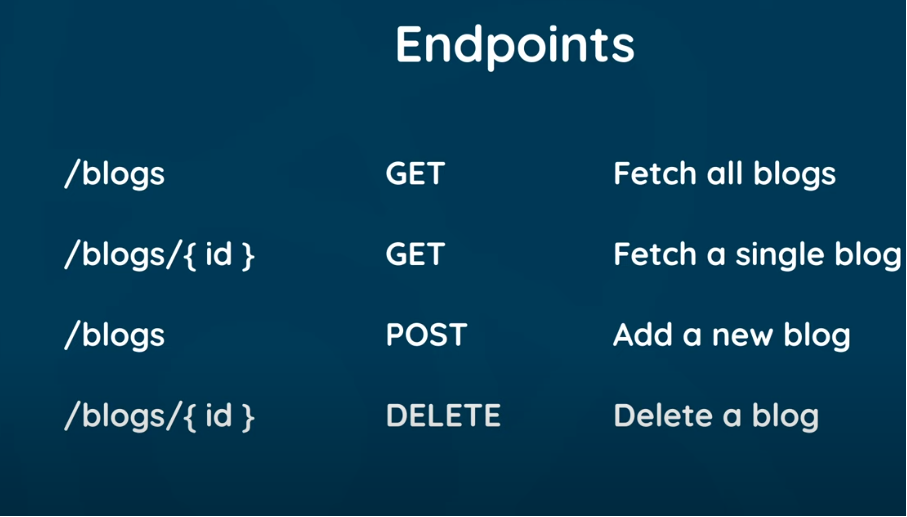 Endpoints
/blogs GET Fetch all blogs
/blogs/{ id } GET Fetch a single blog
/blogs POST Add a new blog
/blogs/{ id } DELETE Delete a blog